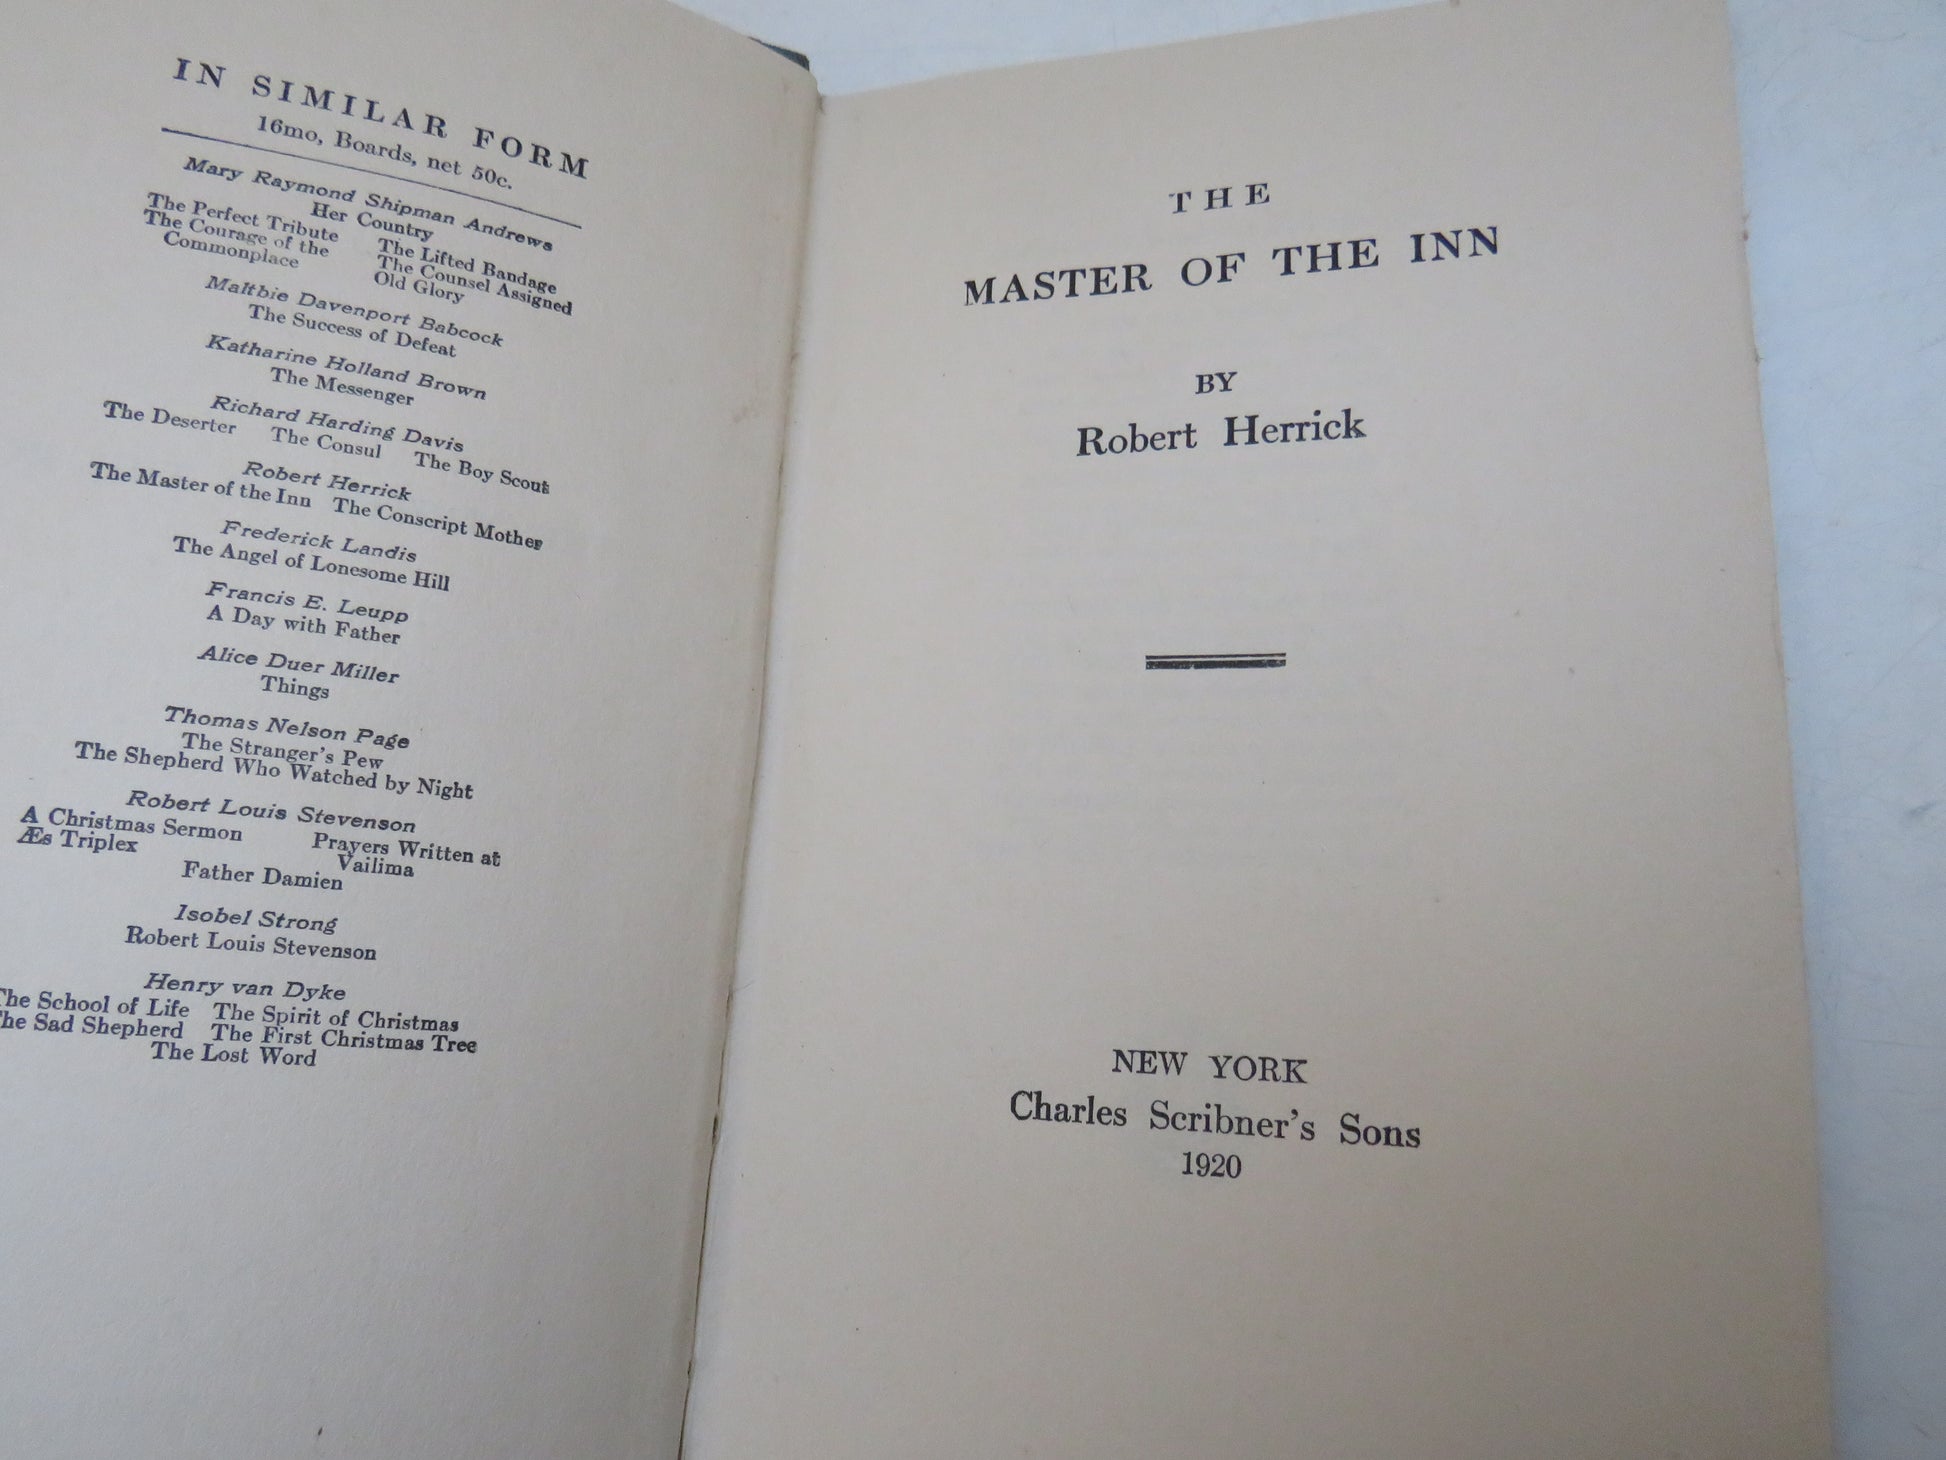 IN SIMILAR FORM
16mo, Boards, net 50c.
Mary Raymond Shipman Andrews
Her Country
The Perfect Tribute
The Courage of the
Commonplace
The Lifted Bandage
The Counsel Assigned
Old Glory
Maltbie Davenport Babcock
The Success of Defeat
Katharine Holland Brown
The Messenger
Richard Harding Davis
The Deserter The Consul The Boy Scout
Robert Herrick
The Master of the Inn The Conscript Mother
Frederick Landis
The Angel of Lonesome Hill
Francis E. Leupp
A Day with Father
Alice Duer Miller
Things
Thomas Nelson Page
The Stranger's Pew
The Shepherd Who Watched by Night
Robert Louis Stevenson
A Christmas Sermon
Æs Triplex
Prayers Written at
Vailima
Father Damien
Isobel Strong
Robert Louis Stevenson
Henry van Dyke
The School of Life The Spirit of Christmas
The Sad Shepherd The First Christmas Tree
The Lost Word
THE
MASTER OF THE INN
BY
Robert Herrick
NEW YORK
Charles Scribner's Sons
1920